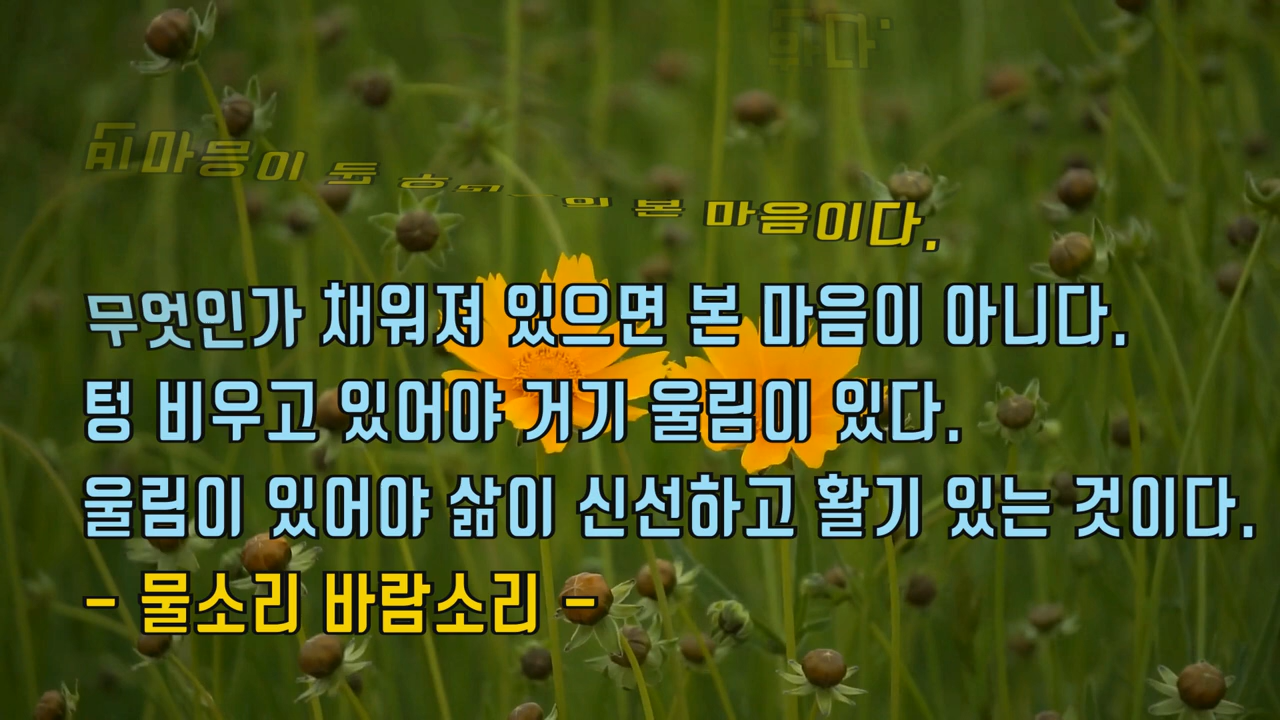 본 마음이다.
무엇인가 채워져 있으면 본 마음이 아니다.
텅 비우고 있어야 거기 울림이 있다.
울림이 있어야 삶이 신선하고 활기 있는 것이다.
- 물소리 바람소리 -